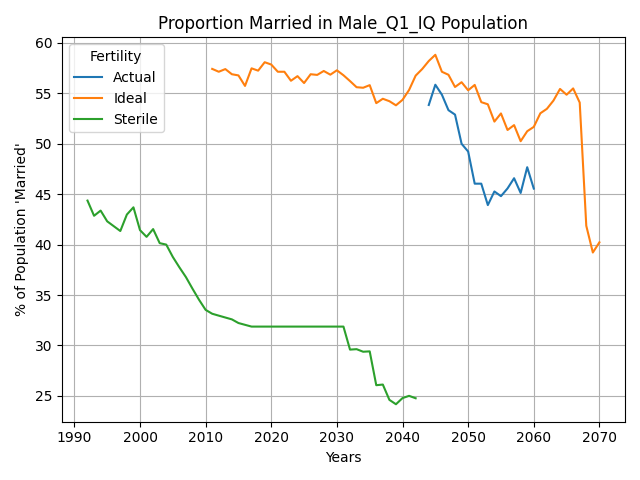 Proportion Married in Male_Q1_IQ Population
60
55
50
45
40
35
30
25
% of Population 'Married'
Fertility
Actual
Ideal
Sterile
1990 2000 2010 2020 2030 2040 2050 2060 2070
Years